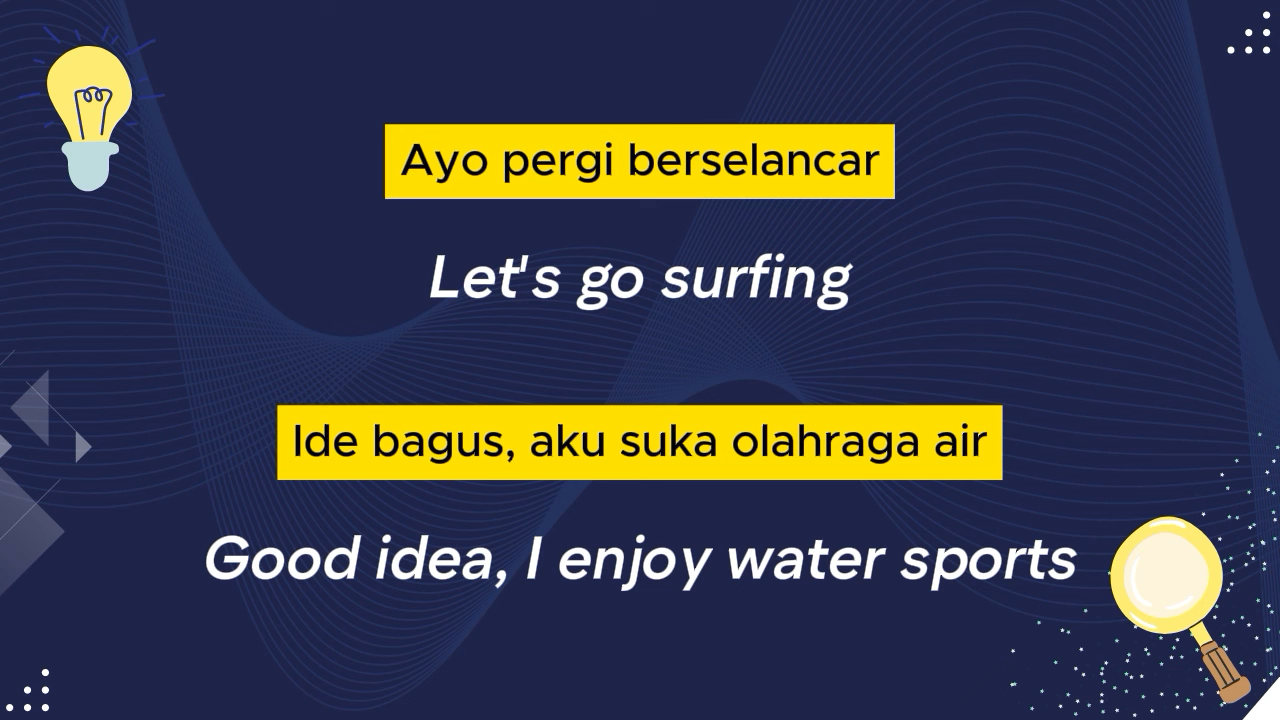 Ayo pergi berselancar
Let's go surfing
Ide bagus, aku suka olahraga air
Good idea, I enjoy water sports